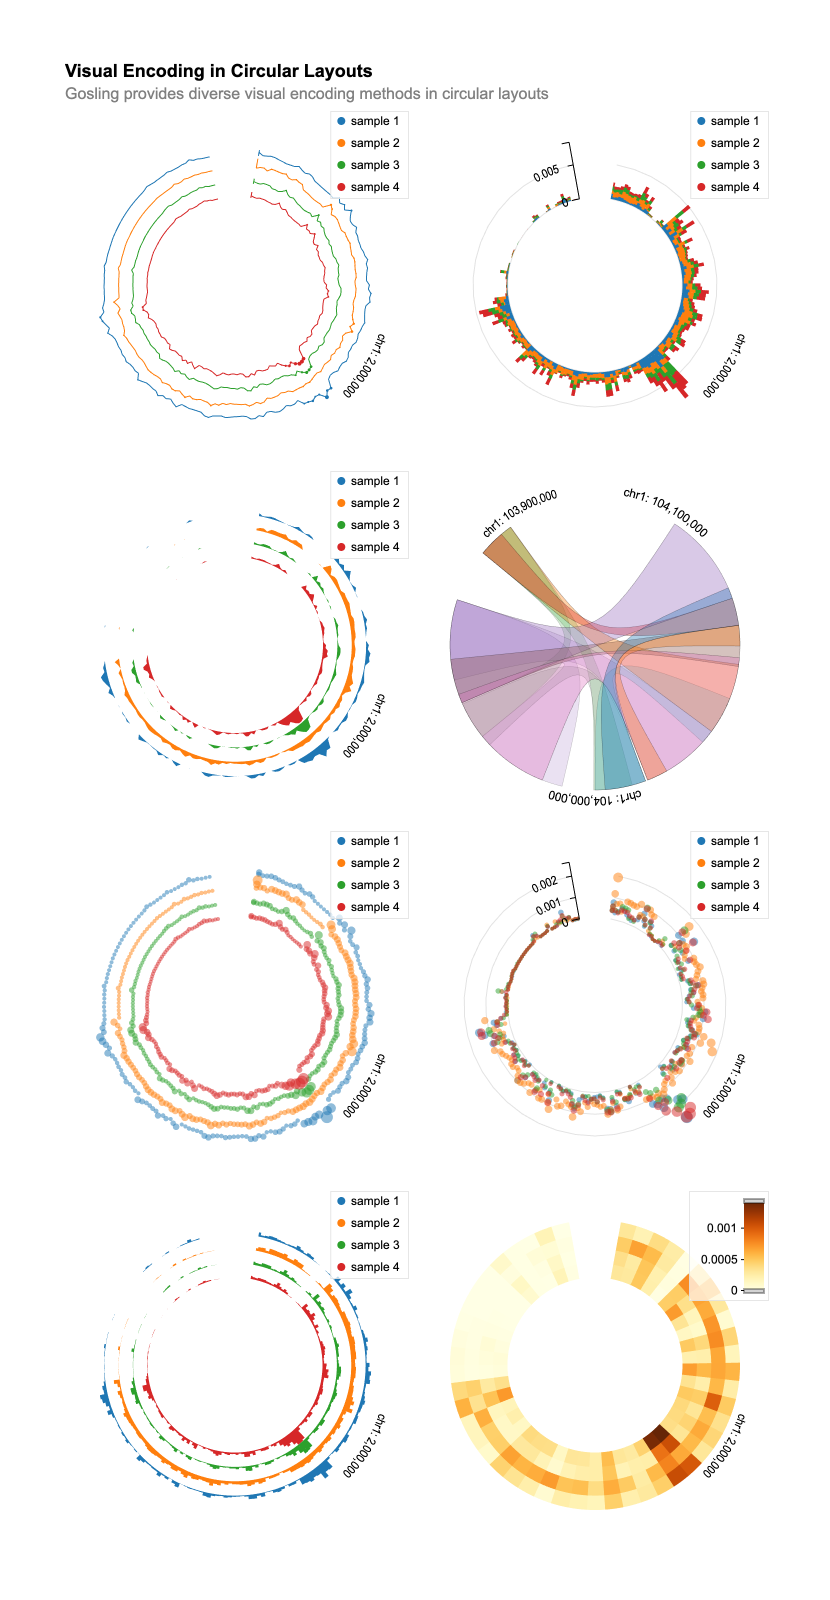 Visual Encoding in Circular Layouts
Gosling provides diverse visual encoding methods in circular layouts
sample 1
sample 2
sample 3
sample 4
chr1: 2,000,000
0.005
0
sample 1
sample 2
sample 3
sample 4
chr1: 2,000,000
sample 1
sample 2
sample 3
sample 4
chr1: 2,000,000
chr1: 103,900,000
chr1: 104,100,000
chr1: 104,000,000
sample 1
sample 2
sample 3
sample 4
chr1: 2,000,000
0.002
0.001
0
sample 1
sample 2
sample 3
sample 4
chr1: 2,000,000
sample 1
sample 2
sample 3
sample 4
chr1: 2,000,000
0.001
0.0005
0
chr1: 2,000,000